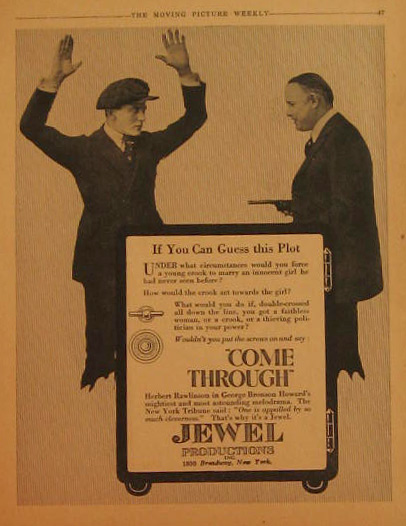 THE MOVING PICTURE WEEKLY
47
If You Can Guess this Plot
UNDER what circumstances would you force
a young crook to marry an innocent girl he
had never seen before?
How would the crook act towards the girl?
What would you do if, double-crossed
all down the line, you got a faithless
woman, or a crook, or a thieving poli-
tician in your power?
Wouldn't you put the screws on and say:
"COME
THROUGH"
Herbert Rawlinson in George Bronson Howard's
mightiest and most astounding melodrama. The
New York Tribune said: "One is appalled by so
much cleverness." That's why it's a Jewel.
JEWEL
PRODUCTIONS
INC.
1600 Broadway, New York.